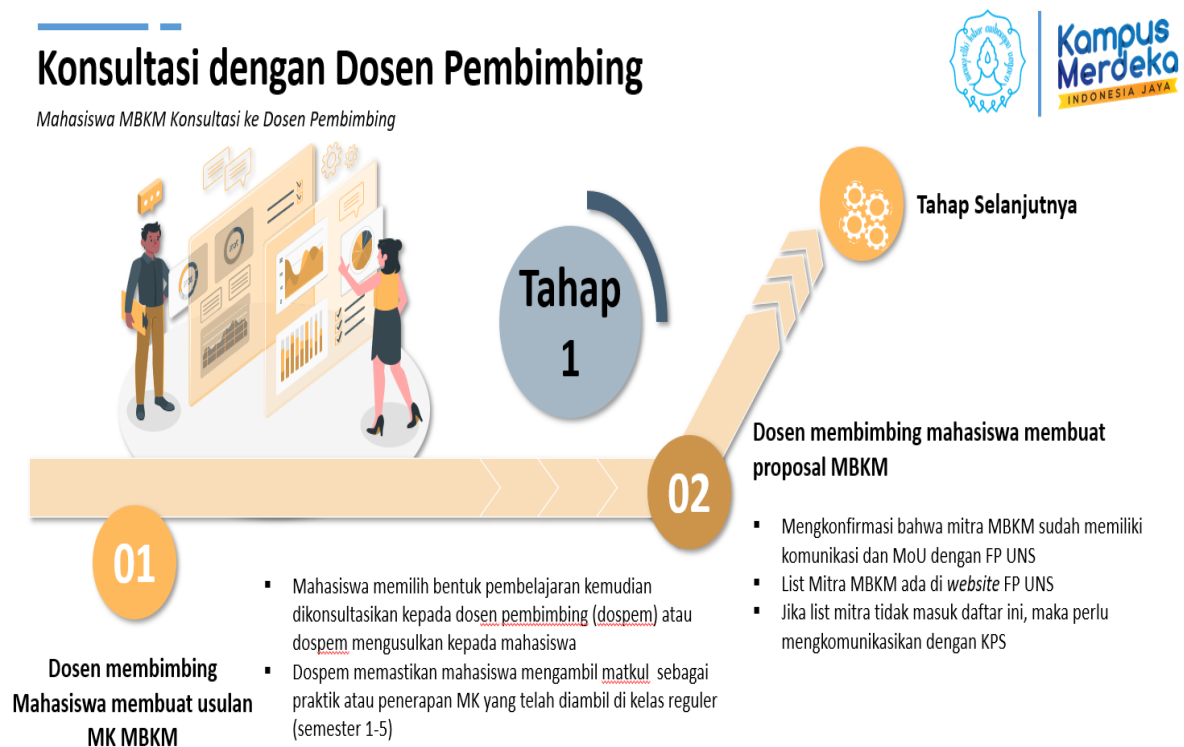 Konsultasi dengan Dosen Pembimbing
Mahasiswa MBKM Konsultasi ke Dosen Pembimbing
Kampus
Merdeka
INDONESIA JAYA
Tahap
1
Tahap Selanjutnya
01
Dosen membimbing
Mahasiswa membuat usulan
MK MBKM
▪ Mahasiswa memilih bentuk pembelajaran kemudian
dikonsultasikan kepada dosen pembimbing (dospem) atau
dospem mengusulkan kepada mahasiswa
▪ Dospem memastikan mahasiswa mengambil matkul sebagai
praktik atau penerapan MK yang telah diambil di kelas reguler
(semester 1-5)
02
Dosen membimbing mahasiswa membuat
proposal MBKM
▪ Mengkonfirmasi bahwa mitra MBKM sudah memiliki
komunikasi dan MoU dengan FP UNS
▪ List Mitra MBKM ada di website FP UNS
▪ Jika list mitra tidak masuk daftar ini, maka perlu
mengkomunikasikan dengan KPS